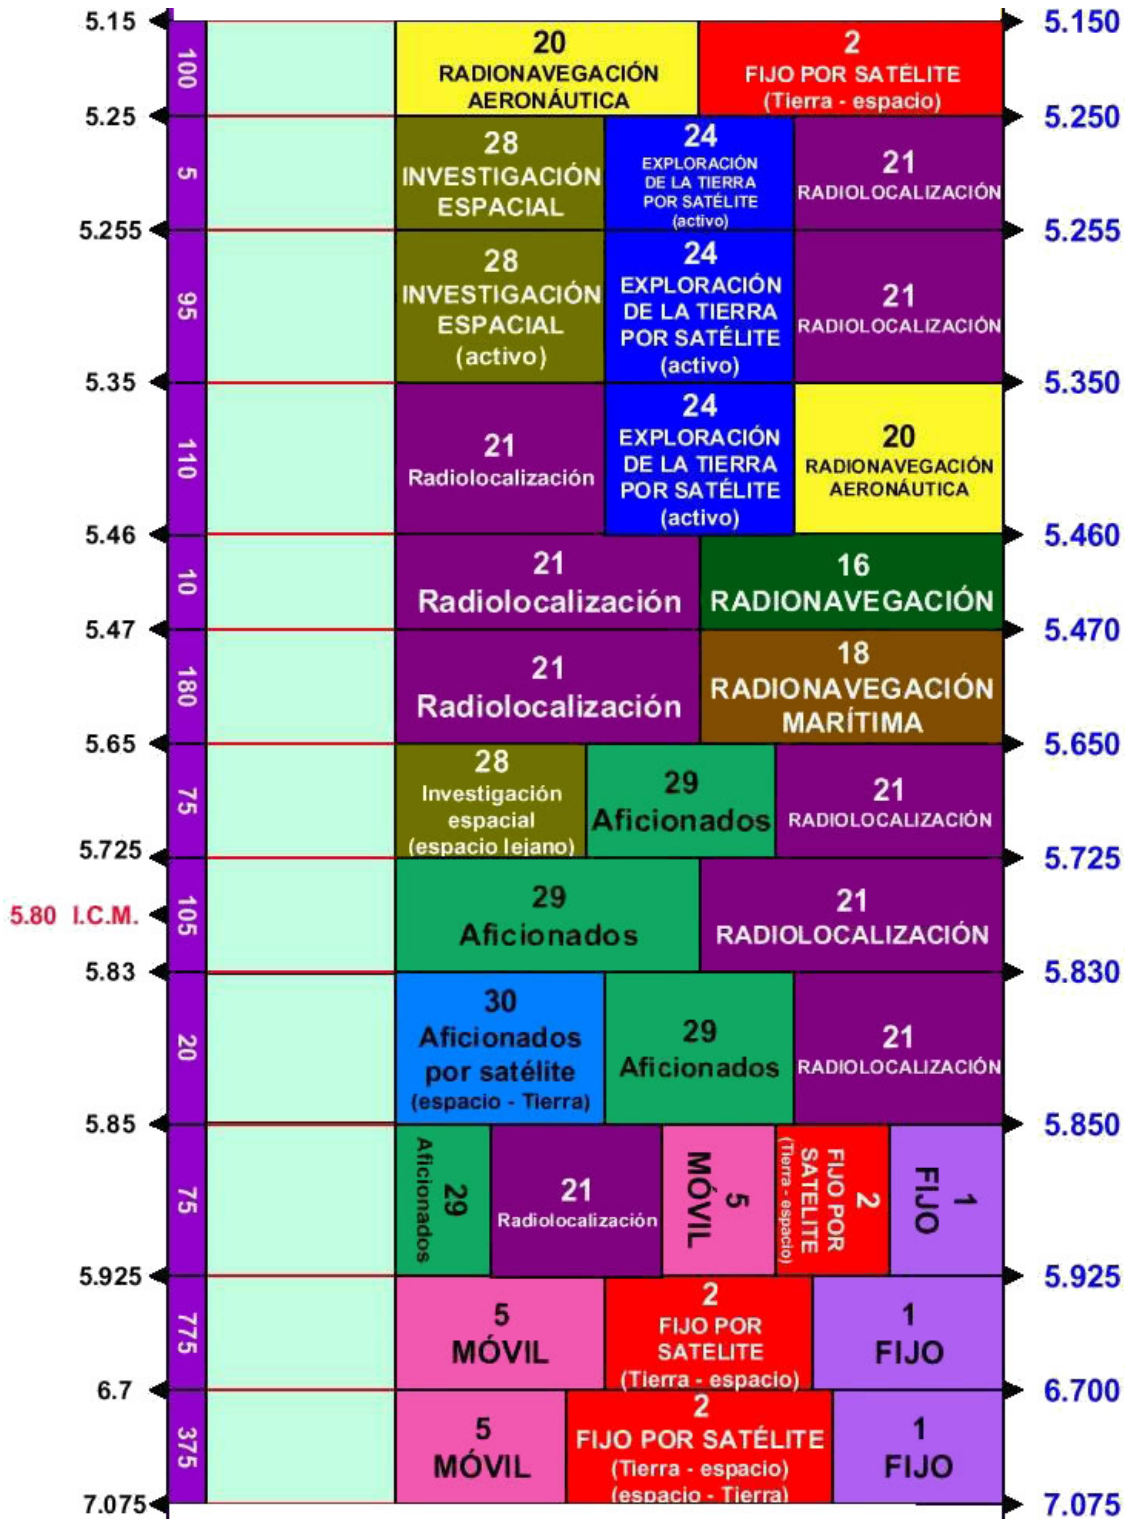 5.15
5.150
100
20
RADIONAVEGACIÓN
AERONÁUTICA
2
FIJO POR SATÉLITE
(Tierra - espacio)
5.25
5.250
5
28
INVESTIGACIÓN
ESPACIAL
24
EXPLORACIÓN
DE LA TIERRA
POR SATÉLITE
(activo)
21
RADIOLOCALIZACIÓN
5.255
5.255
95
28
INVESTIGACIÓN
ESPACIAL
(activo)
24
EXPLORACIÓN
DE LA TIERRA
POR SATÉLITE
(activo)
21
RADIOLOCALIZACIÓN
5.35
5.350
110
21
Radiolocalización
24
EXPLORACIÓN
DE LA TIERRA
POR SATÉLITE
(activo)
20
RADIONAVEGACIÓN
AERONÁUTICA
5.46
5.460
10
21
Radiolocalización
16
RADIONAVEGACIÓN
5.47
5.470
180
21
Radiolocalización
18
RADIONAVEGACIÓN
MARÍTIMA
5.65
5.650
75
28
Investigación
espacial
(espacio lejano)
29
Aficionados
21
RADIOLOCALIZACIÓN
5.725
5.725
5.80 I.C.M.
105
29
Aficionados
21
RADIOLOCALIZACIÓN
5.83
5.830
20
30
Aficionados
por satélite
(espacio - Tierra)
29
Aficionados
21
RADIOLOCALIZACIÓN
5.85
5.850
75
29
Aficionados
21
Radiolocalización
5
MÓVIL
2
FIJO POR
SATELITE
(Tierra - espacio)
1
FIJO
5.925
5.925
775
5
MÓVIL
2
FIJO POR
SATELITE
(Tierra - espacio)
1
FIJO
6.7
6.700
375
5
MÓVIL
2
FIJO POR SATÉLITE
(Tierra - espacio)
(espacio - Tierra)
1
FIJO
7.075
7.075